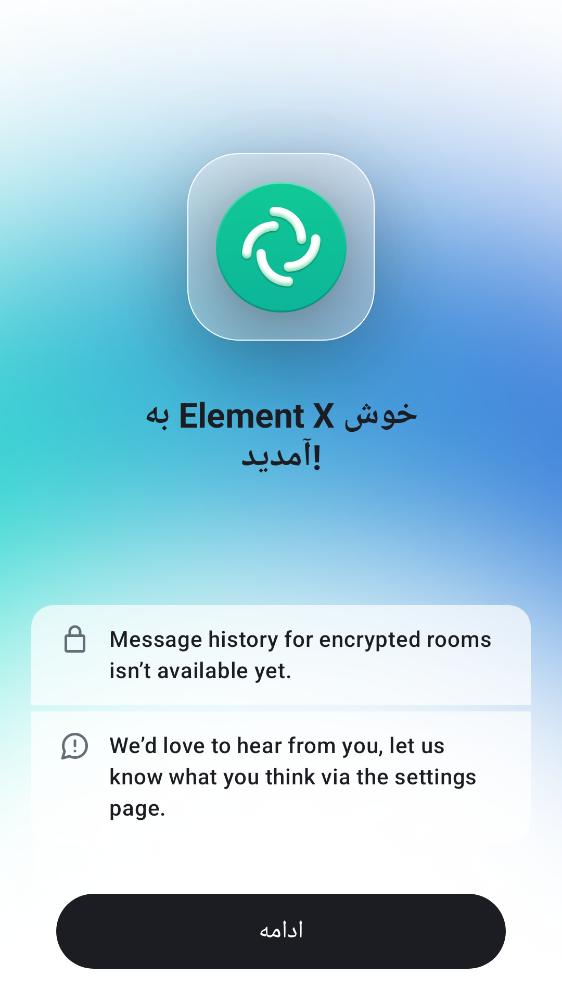 به Element X خوش
آمدید!
Message history for encrypted rooms
isn’t available yet.
We’d love to hear from you, let us
know what you think via the settings
page.
ادامه